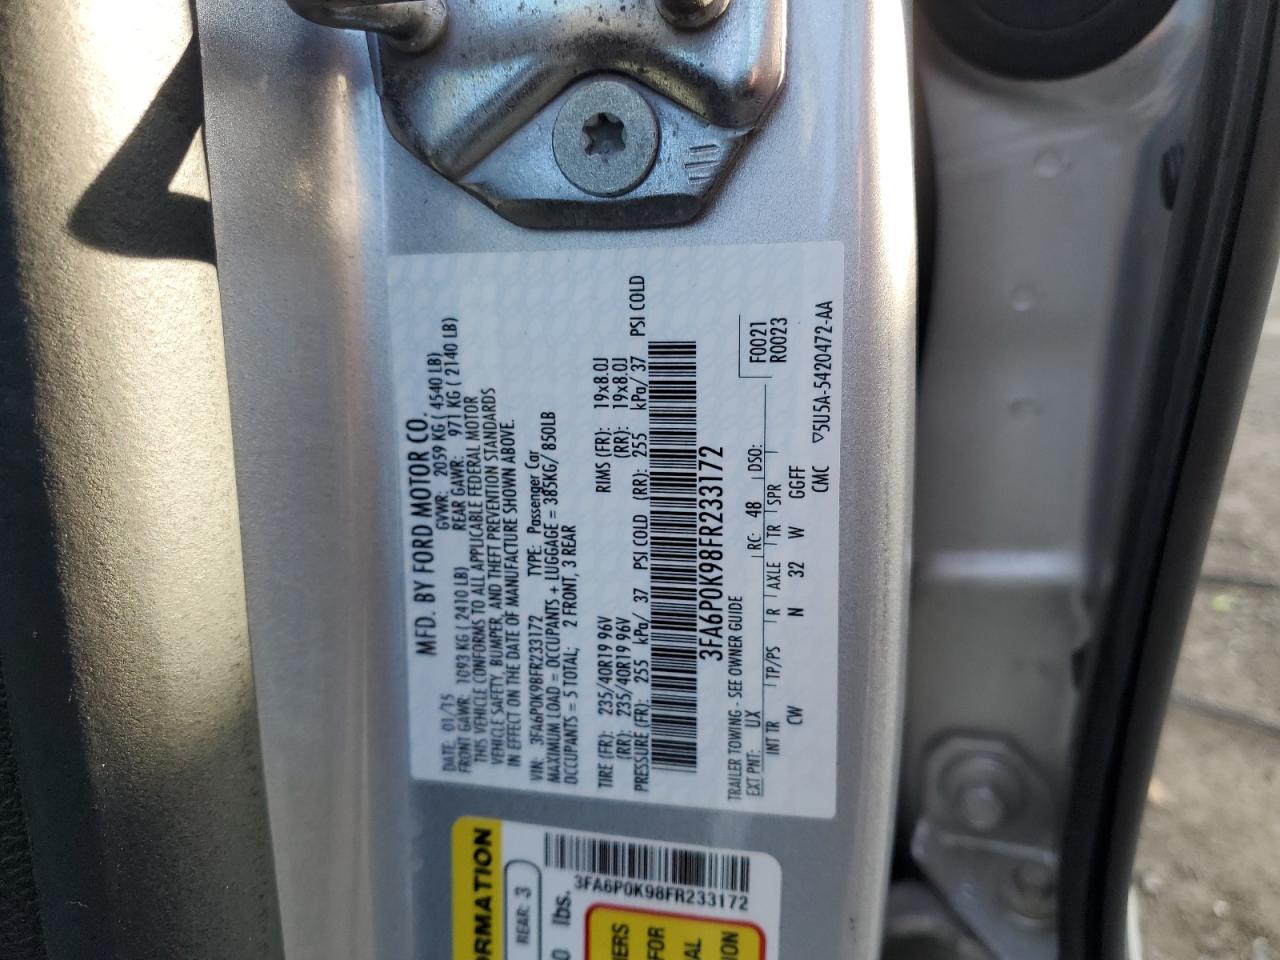 MFD. BY FORD MOTOR CO.
DATE: 01/15 GVWR: 2059 KG ( 4540 LB)
FRONT GAWR: 1093 KG ( 2410 LB) REAR GAWR: 971 KG ( 2140 LB)
THIS VEHICLE CONFORMS TO ALL APPLICABLE FEDERAL MOTOR
VEHICLE SAFETY, BUMPER, AND THEFT PREVENTION STANDARDS
IN EFFECT ON THE DATE OF MANUFACTURE SHOWN ABOVE.
VIN: 3FA6P0K98FR233172 TYPE: Passenger Car
MAXIMUM LOAD = OCCUPANTS + LUGGAGE = 385KG/ 850LB
OCCUPANTS = 5 TOTAL; 2 FRONT, 3 REAR
TIRE (FR): 235/40R19 96V RIMS (FR): 19x8.0J
(RR): 235/40R19 96V (RR): 19x8.0J
PRESSURE (FR): 255 kPa/ 37 PSI COLD (RR): 255 kPa/ 37 PSI COLD
3FA6P0K98FR233172
TRAILER TOWING - SEE OWNER GUIDE F0021
EXT PNT: UX RC: 48 DSO: R0023
INT TR TP/PS R AXLE TR SPR
CW N 32 W GGFF
CMC ▽5U5A-5420472-AA
ORMATION
REAR: 3
lbs.
3FA6P0K98FR233172